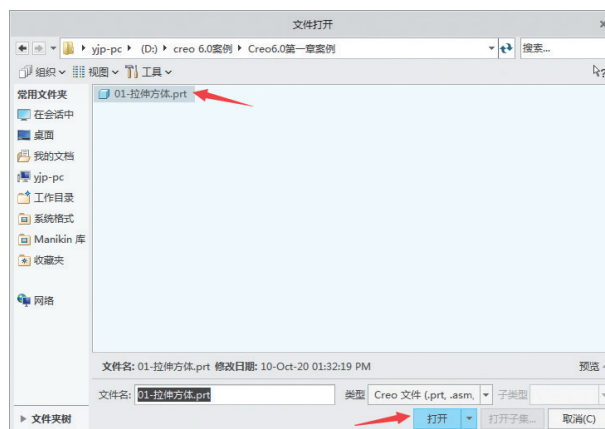 文件打开
yjp-pc (D:) creo 6.0案例 Creo6.0第一章案例 搜索...
组织 视图 工具
常用文件夹
01-拉伸方体.prt
在会话中
桌面
我的文档
yjp-pc
工作目录
系统格式
Manikin 库
收藏夹
网络
文件名: 01-拉伸方体.prt 修改日期: 10-Oct-20 01:32:19 PM 预览
文件名: 01-拉伸方体.prt 类型 Creo 文件 (.prt, .asm, 子类型
文件夹树 打开 打开子集... 取消(C)